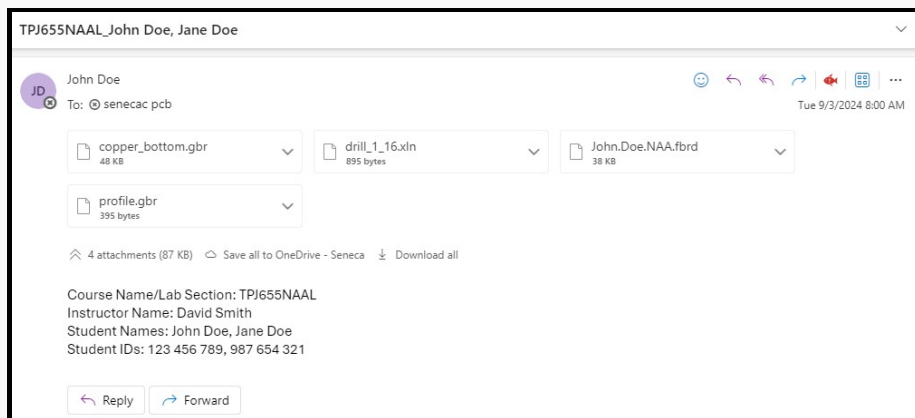 TPJ655NAAL_John Doe, Jane Doe
JD
John Doe
To: senecac pcb
Tue 9/3/2024 8:00 AM
copper_bottom.gbr
48 KB
drill_1_16.xln
895 bytes
John.Doe.NAA.fbrd
38 KB
profile.gbr
395 bytes
4 attachments (87 KB) Save all to OneDrive - Seneca Download all
Course Name/Lab Section: TPJ655NAAL
Instructor Name: David Smith
Student Names: John Doe, Jane Doe
Student IDs: 123 456 789, 987 654 321
Reply Forward